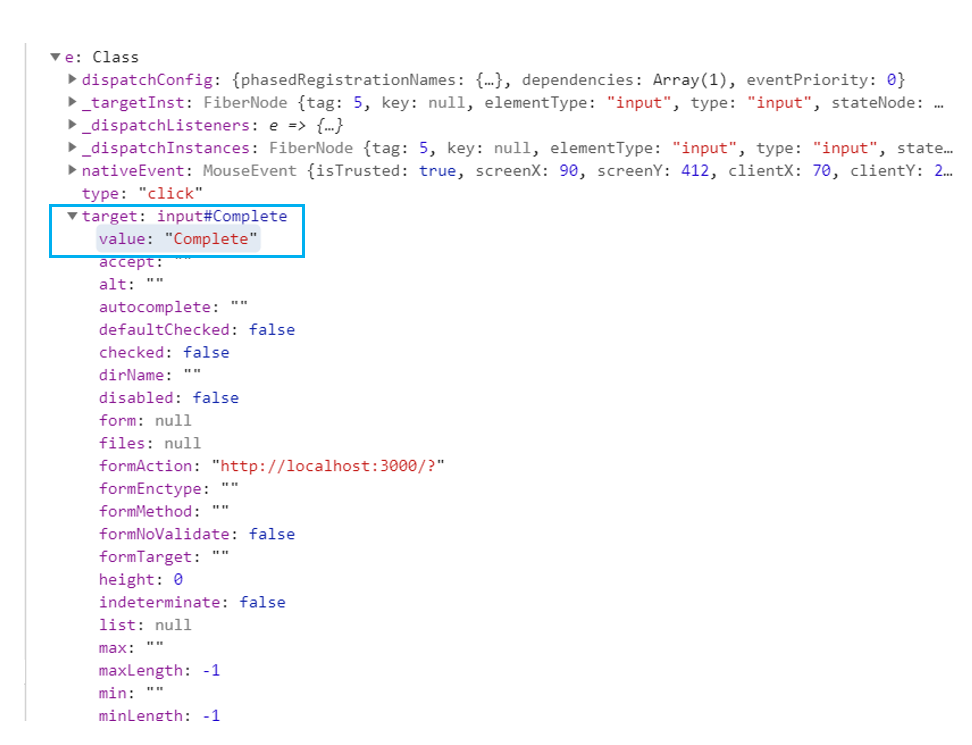 ▼e: Class
▶dispatchConfig: {phasedRegistrationNames: {…}, dependencies: Array(1), eventPriority: 0}
▶_targetInst: FiberNode {tag: 5, key: null, elementType: "input", type: "input", stateNode: …
▶_dispatchListeners: e => {…}
▶_dispatchInstances: FiberNode {tag: 5, key: null, elementType: "input", type: "input", state…
▶nativeEvent: MouseEvent {isTrusted: true, screenX: 90, screenY: 412, clientX: 70, clientY: 2…
type: "click"
▼target: input#Complete
value: "Complete"
accept: ""
alt: ""
autocomplete: ""
defaultChecked: false
checked: false
dirName: ""
disabled: false
form: null
files: null
formAction: "http://localhost:3000/?"
formEnctype: ""
formMethod: ""
formNoValidate: false
formTarget: ""
height: 0
indeterminate: false
list: null
max: ""
maxLength: -1
min: ""
minLength: -1